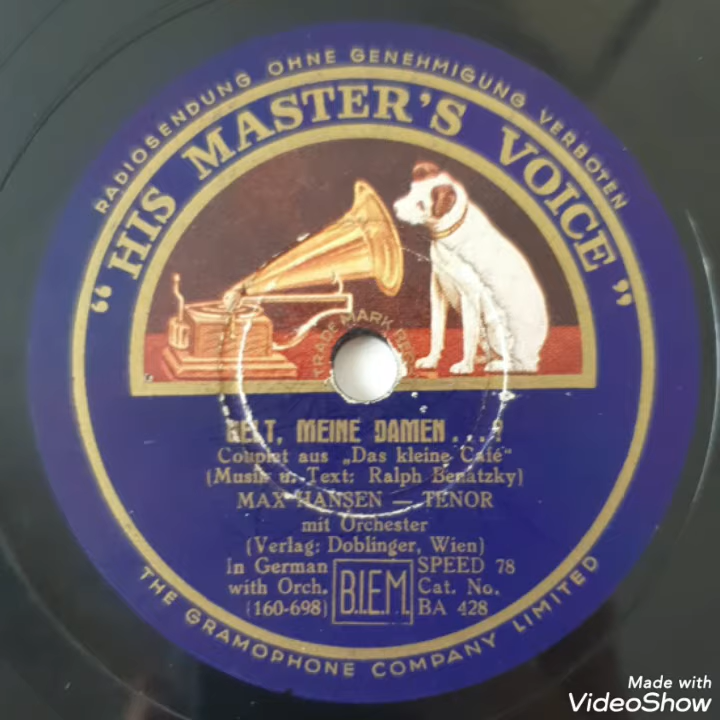 RADIOSENDUNG OHNE GENEHMIGUNG VERBOTEN
"HIS MASTER'S VOICE"
TRADE MARK REG
GELT, MEINE DAMEN...?
Couplet aus „Das kleine Café"
(Musik u. Text: Ralph Benatzky)
MAX HANSEN — TENOR
mit Orchester
(Verlag: Doblinger, Wien)
In German
with Orch.
(160-698)
B.I.E.M.
SPEED 78
Cat. No.
BA 428
THE GRAMOPHONE COMPANY LIMITED
Made with
VideoShow